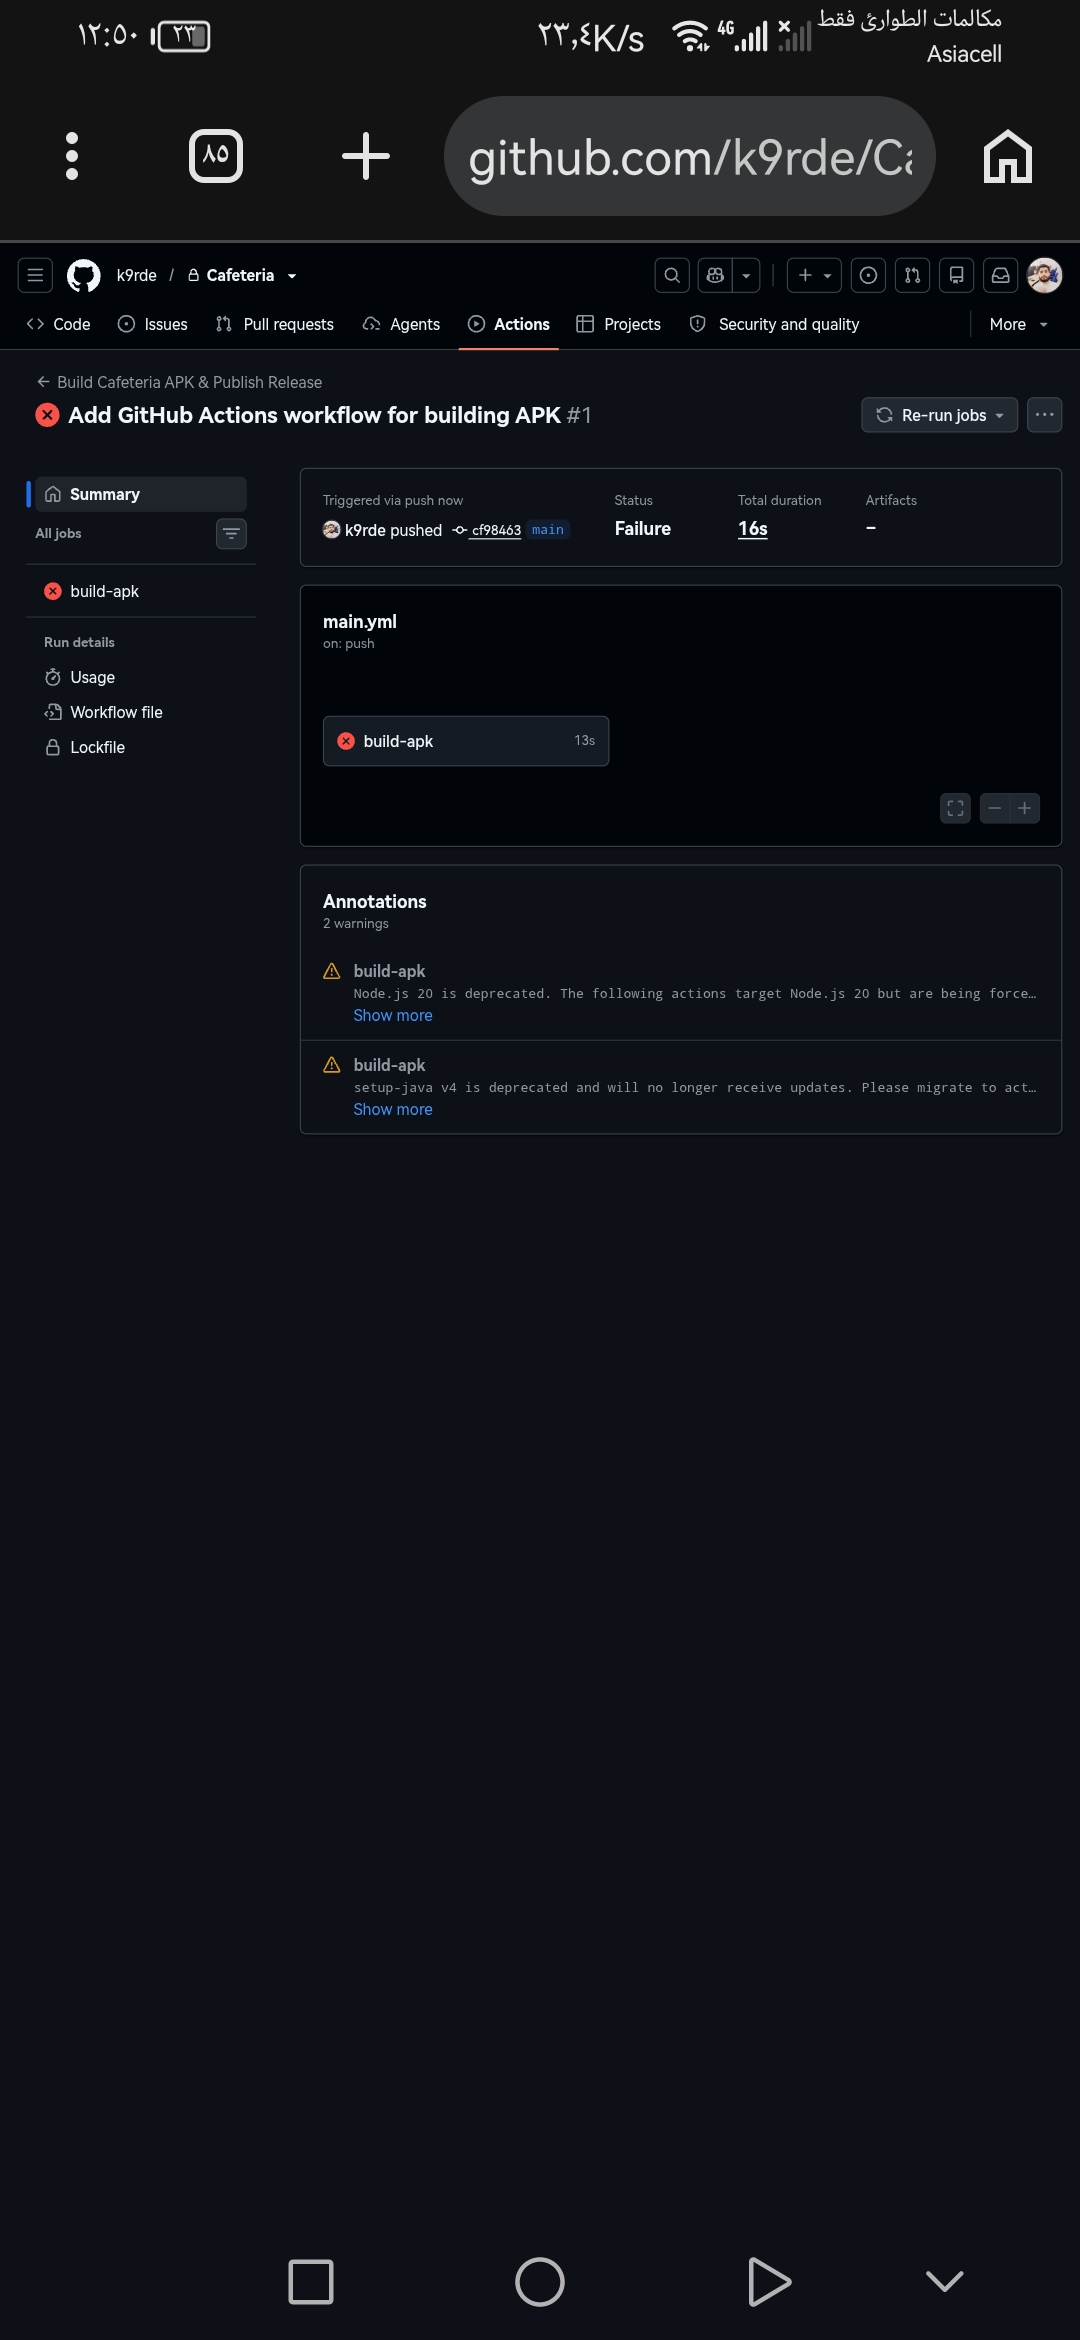 ١٢:٥٠ ٢٣ ٢٣,٤K/s 4G مكالمات الطوارئ فقط
Asiacell
٨٥ github.com/k9rde/Ca
k9rde / Cafeteria
Code Issues Pull requests Agents Actions Projects Security and quality More
Build Cafeteria APK & Publish Release
Add GitHub Actions workflow for building APK #1 Re-run jobs
Summary
All jobs
build-apk
Run details
Usage
Workflow file
Lockfile
Triggered via push now Status Total duration Artifacts
k9rde pushed cf98463 main Failure 16s –
main.yml
on: push
build-apk 13s
Annotations
2 warnings
build-apk
Node.js 20 is deprecated. The following actions target Node.js 20 but are being force…
Show more
build-apk
setup-java v4 is deprecated and will no longer receive updates. Please migrate to act…
Show more